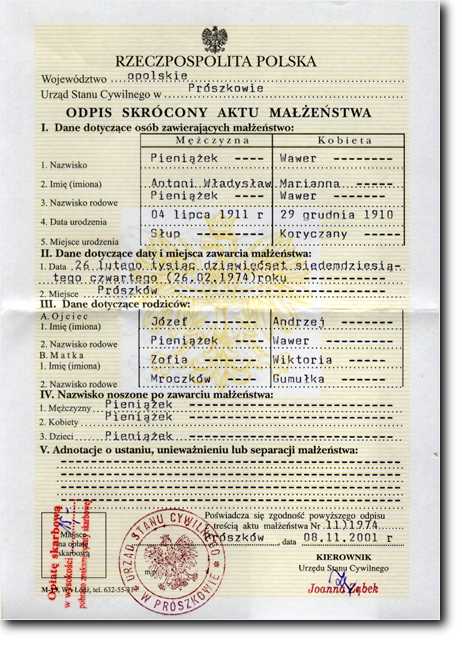 RZECZPOSPOLITA POLSKA
Województwo opolskie
Urząd Stanu Cywilnego w Prószkowie
ODPIS SKRÓCONY AKTU MAŁŻEŃSTWA
I. Dane dotyczące osób zawierających małżeństwo:
Mężczyzna Kobieta
1. Nazwisko Pieniążek ---- Wawer --------
2. Imię (imiona) Antoni Władysław Marianna -----
3. Nazwisko rodowe Pieniążek ---- Wawer --------
4. Data urodzenia 04 lipca 1911 r 29 grudnia 1910
5. Miejsce urodzenia Słup -------- Koryczany ----
II. Dane dotyczące daty i miejsca zawarcia małżeństwa:
1. Data 26 lutego tysiąc dziewięćset siedemdziesią-
tego czwartego (26.02.1974)roku
2. Miejsce Prószków
III. Dane dotyczące rodziców:
A. Ojciec
1. Imię (imiona) Józef Andrzej
2. Nazwisko rodowe Pieniążek Wawer
B. Matka
1. Imię (imiona) Zofia Wiktoria
2. Nazwisko rodowe Mroczków Gumułka
IV. Nazwisko noszone po zawarciu małżeństwa:
1. Mężczyzny Pieniążek
2. Kobiety Pieniążek
3. Dzieci Pieniążek
V. Adnotacje o ustaniu, unieważnieniu lub separacji małżeństwa:
Poświadcza się zgodność powyższego odpisu
z treścią aktu małżeństwa Nr 11)1974
Prószków, data 08.11.2001 r
Miejsce
na opłatę
skarbową
Opłatę skarbową
w wysokości
URZĄD STANU CYWILNEGO
W PRÓSZKOWIE
KIEROWNIK
Urzędu Stanu Cywilnego
Joanna Ząbek